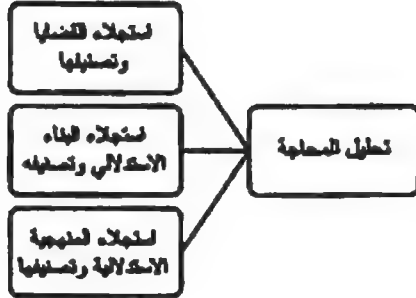 استجلاء القضايا
وتصنيفها
تحليل المحاجة
استجلاء البناء
الاستدلالي وتصنيفه
استجلاء المنهجية
الاستدلالية وتصنيفها